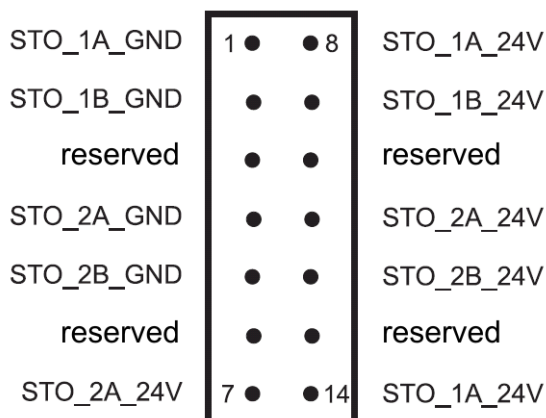 STO_1A_GND 1 8 STO_1A_24V
STO_1B_GND STO_1B_24V
reserved reserved
STO_2A_GND STO_2A_24V
STO_2B_GND STO_2B_24V
reserved reserved
STO_2A_24V 7 14 STO_1A_24V